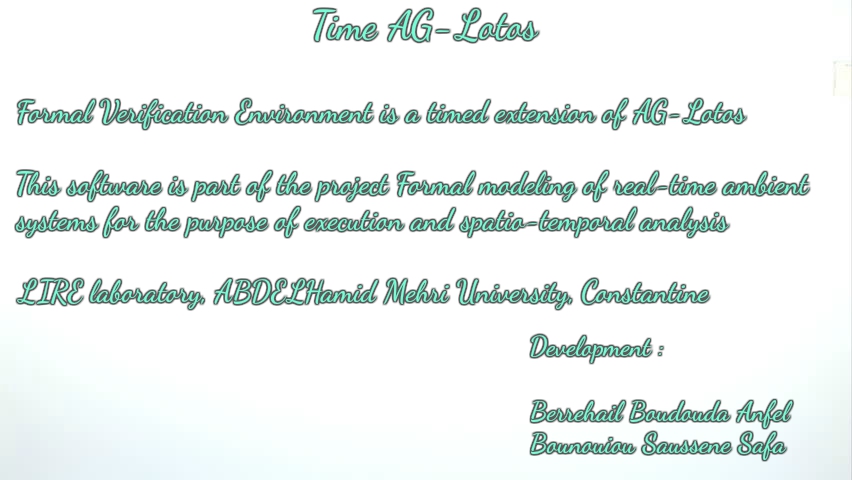 Time AG-Lotos
Formal Verification Environment is a timed extension of AG-Lotos
This software is part of the project Formal modeling of real-time ambient
systems for the purpose of execution and spatio-temporal analysis
LIRE laboratory, ABDELHamid Mehri University, Constantine
Development :
Berrehail Boudouda Anfel
Bounouiou Saussene Safa